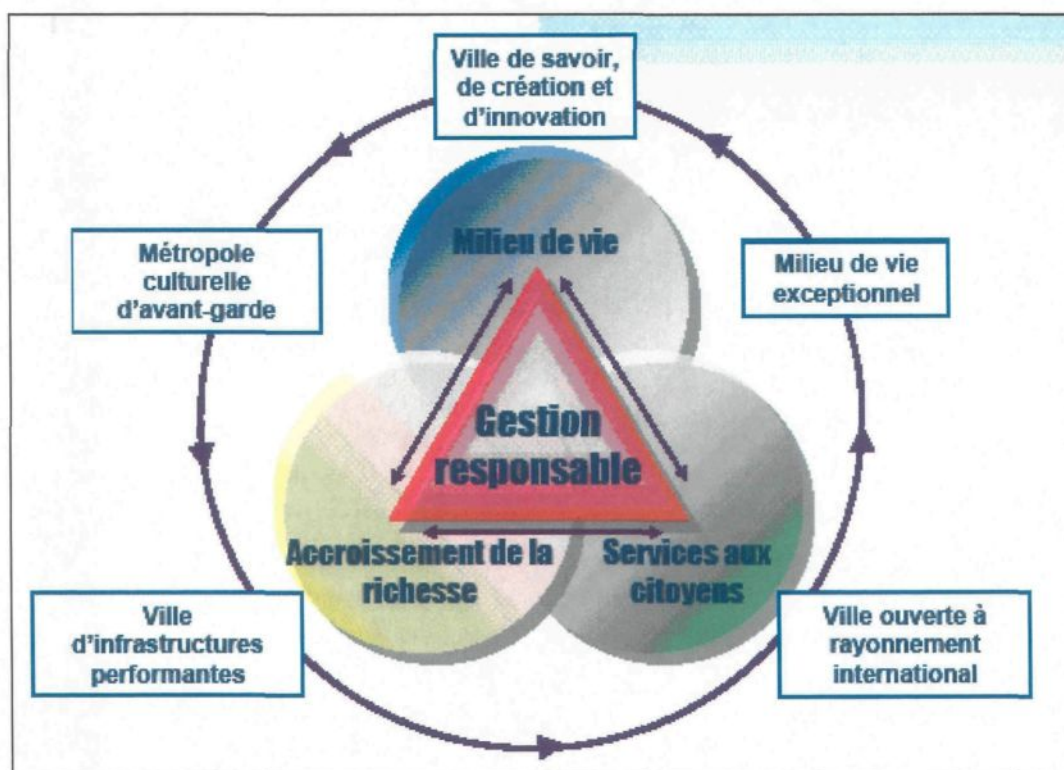 Ville de savoir,
de création et
d'innovation
Milieu de vie
Métropole
culturelle
d'avant-garde
Milieu de vie
exceptionnel
Gestion
responsable
Accroissement de la
richesse
Services aux
citoyens
Ville
d'infrastructures
performantes
Ville ouverte à
rayonnement
international